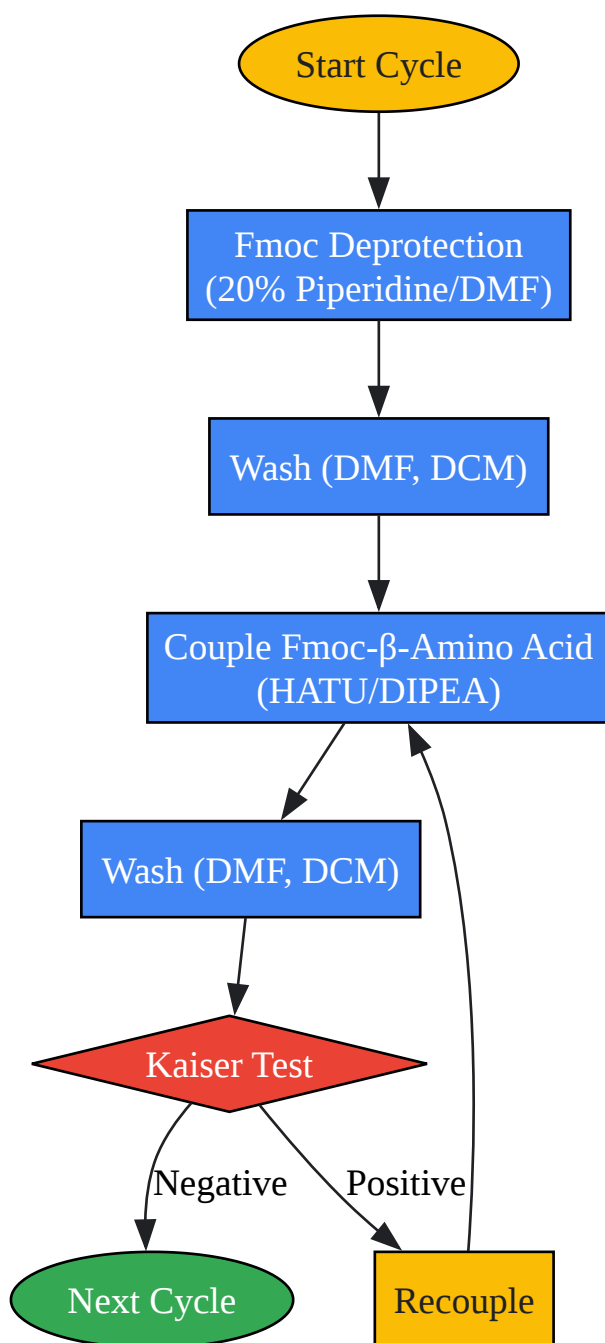 Start Cycle
Fmoc Deprotection
(20% Piperidine/DMF)
Wash (DMF, DCM)
Couple Fmoc-β-Amino Acid
(HATU/DIPEA)
Wash (DMF, DCM)
Kaiser Test
Negative
Positive
Next Cycle
Recouple